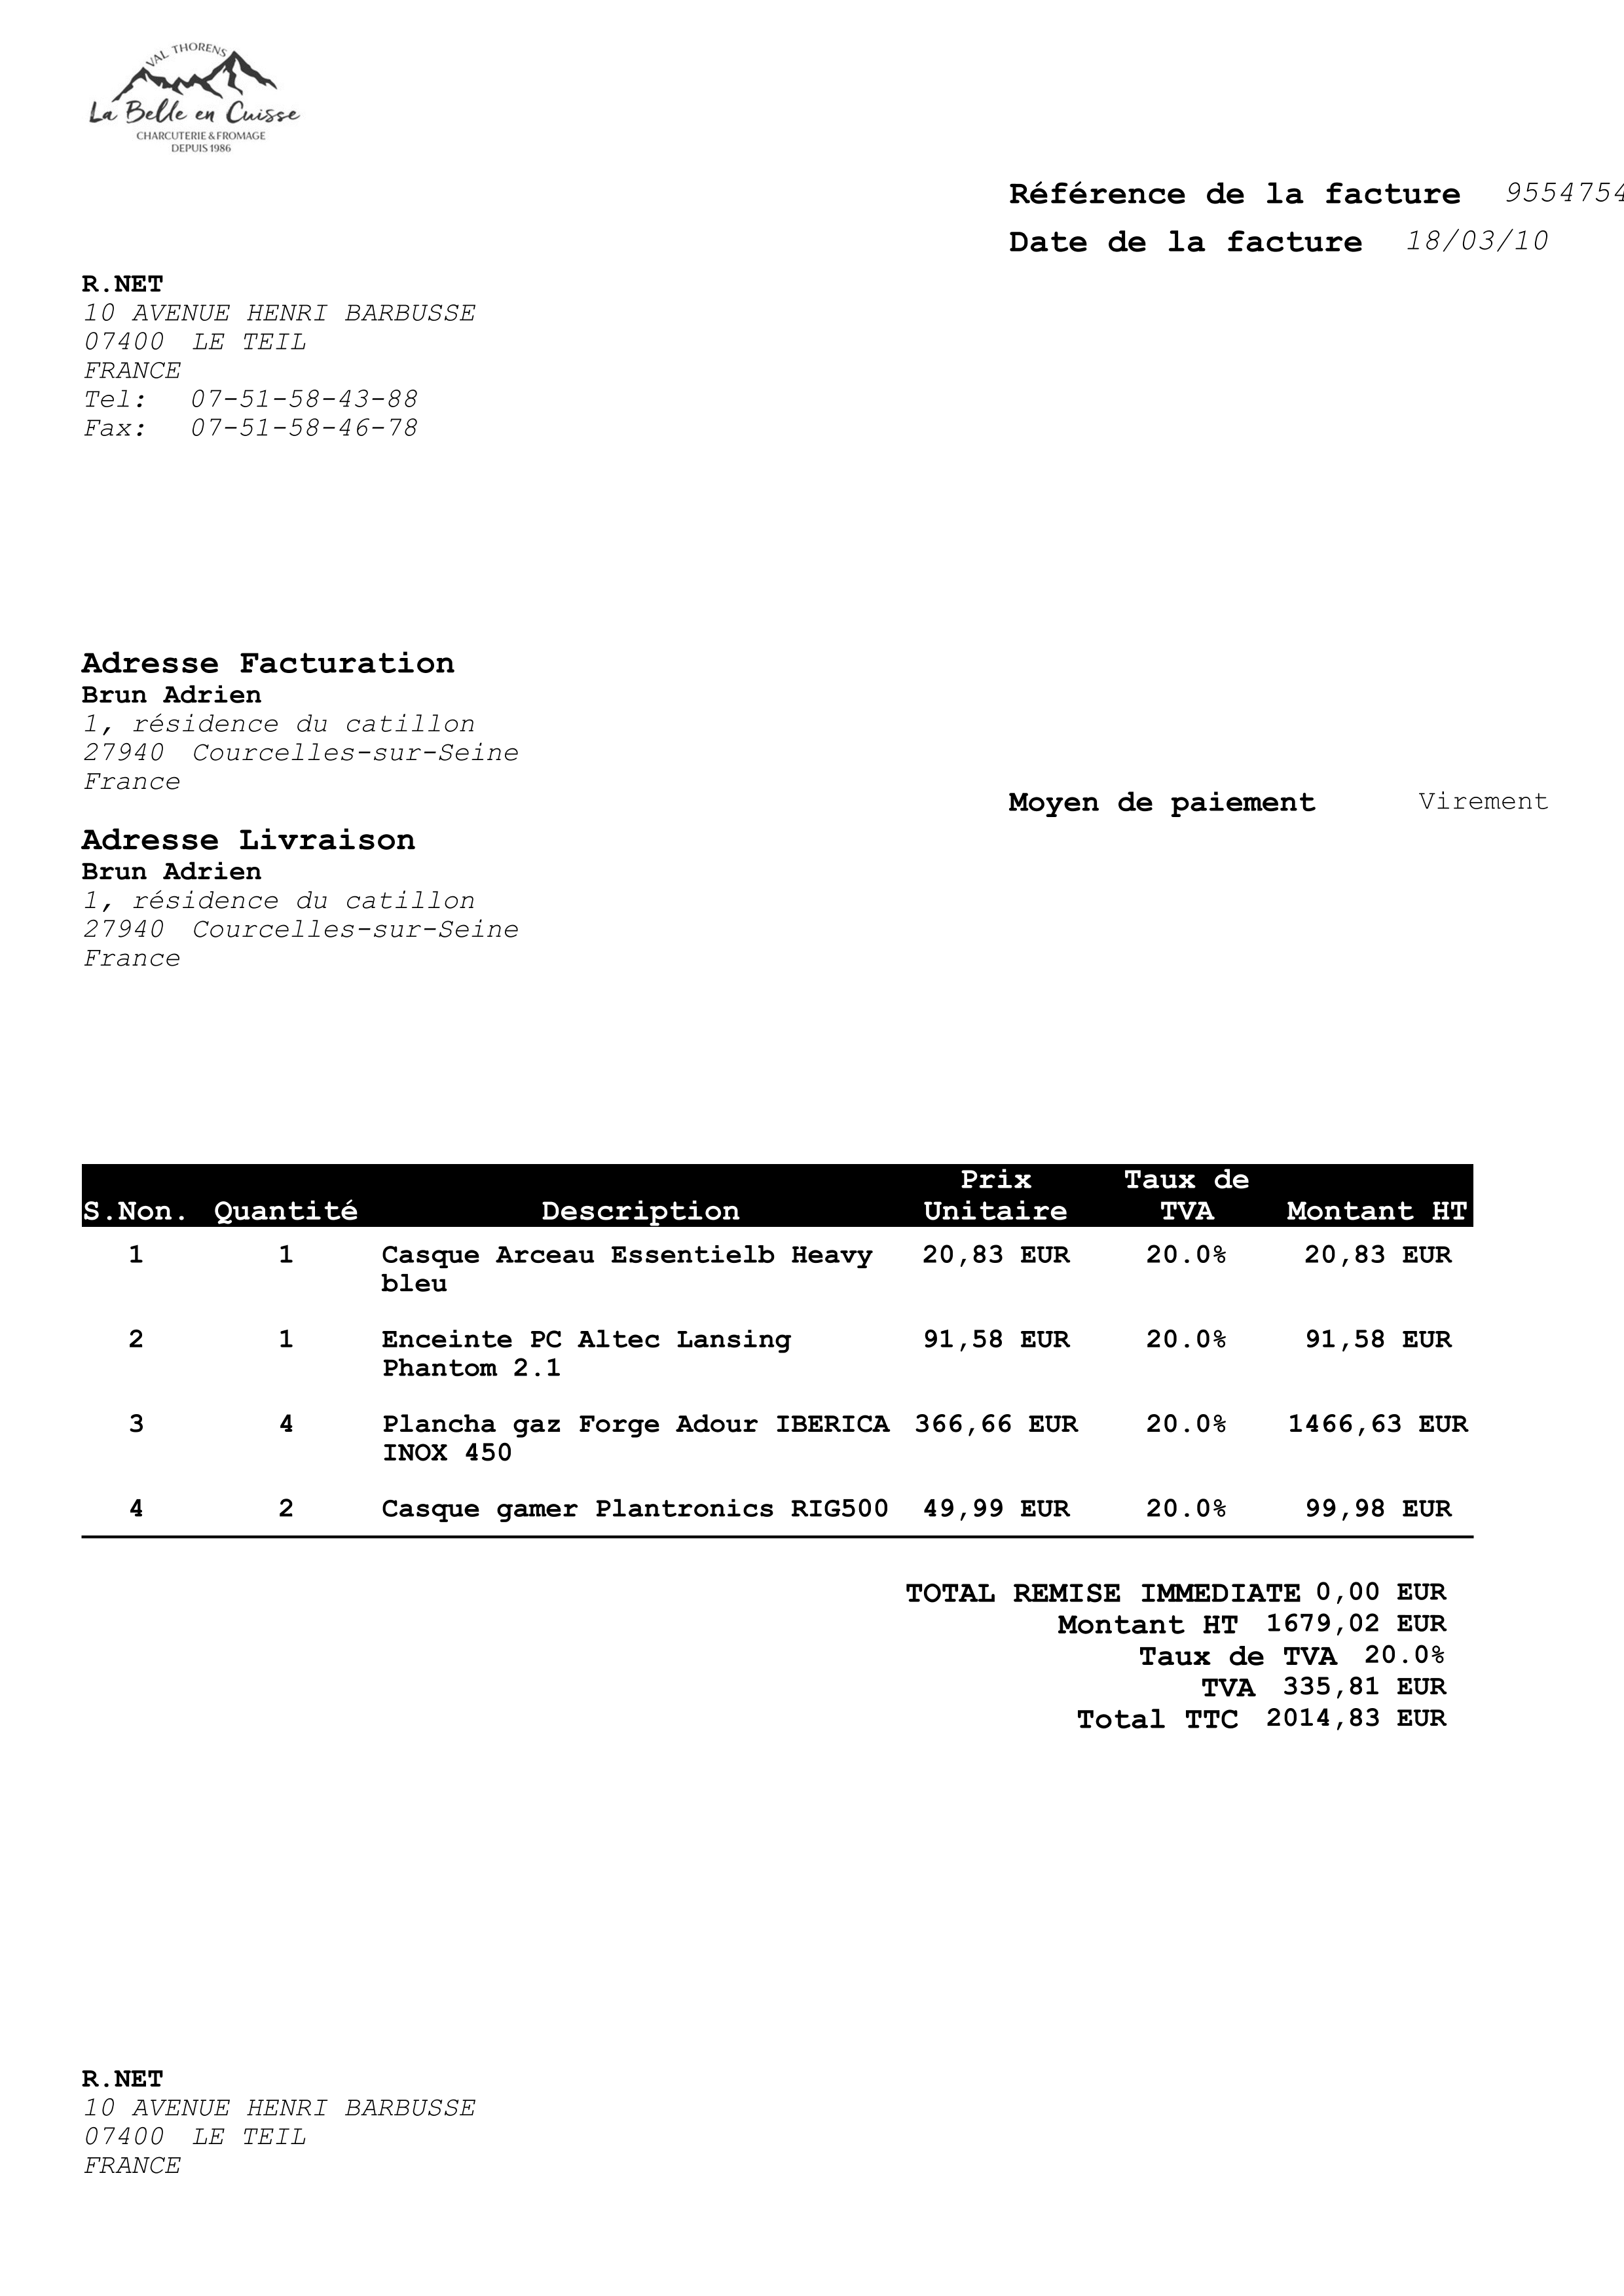 VAL THORENS
La Belle en Cuisse
CHARCUTERIE & FROMAGE
DEPUIS 1986
Référence de la facture 9554754
Date de la facture 18/03/10
R.NET
10 AVENUE HENRI BARBUSSE
07400 LE TEIL
FRANCE
Tel: 07-51-58-43-88
Fax: 07-51-58-46-78
Adresse Facturation
Brun Adrien
1, résidence du catillon
27940 Courcelles-sur-Seine
France
Moyen de paiement Virement
Adresse Livraison
Brun Adrien
1, résidence du catillon
27940 Courcelles-sur-Seine
France
Prix Taux de
S.Non. Quantité Description Unitaire TVA Montant HT
1 1 Casque Arceau Essentielb Heavy 20,83 EUR 20.0% 20,83 EUR
bleu
2 1 Enceinte PC Altec Lansing 91,58 EUR 20.0% 91,58 EUR
Phantom 2.1
3 4 Plancha gaz Forge Adour IBERICA 366,66 EUR 20.0% 1466,63 EUR
INOX 450
4 2 Casque gamer Plantronics RIG500 49,99 EUR 20.0% 99,98 EUR
TOTAL REMISE IMMEDIATE 0,00 EUR
Montant HT 1679,02 EUR
Taux de TVA 20.0%
TVA 335,81 EUR
Total TTC 2014,83 EUR
R.NET
10 AVENUE HENRI BARBUSSE
07400 LE TEIL
FRANCE